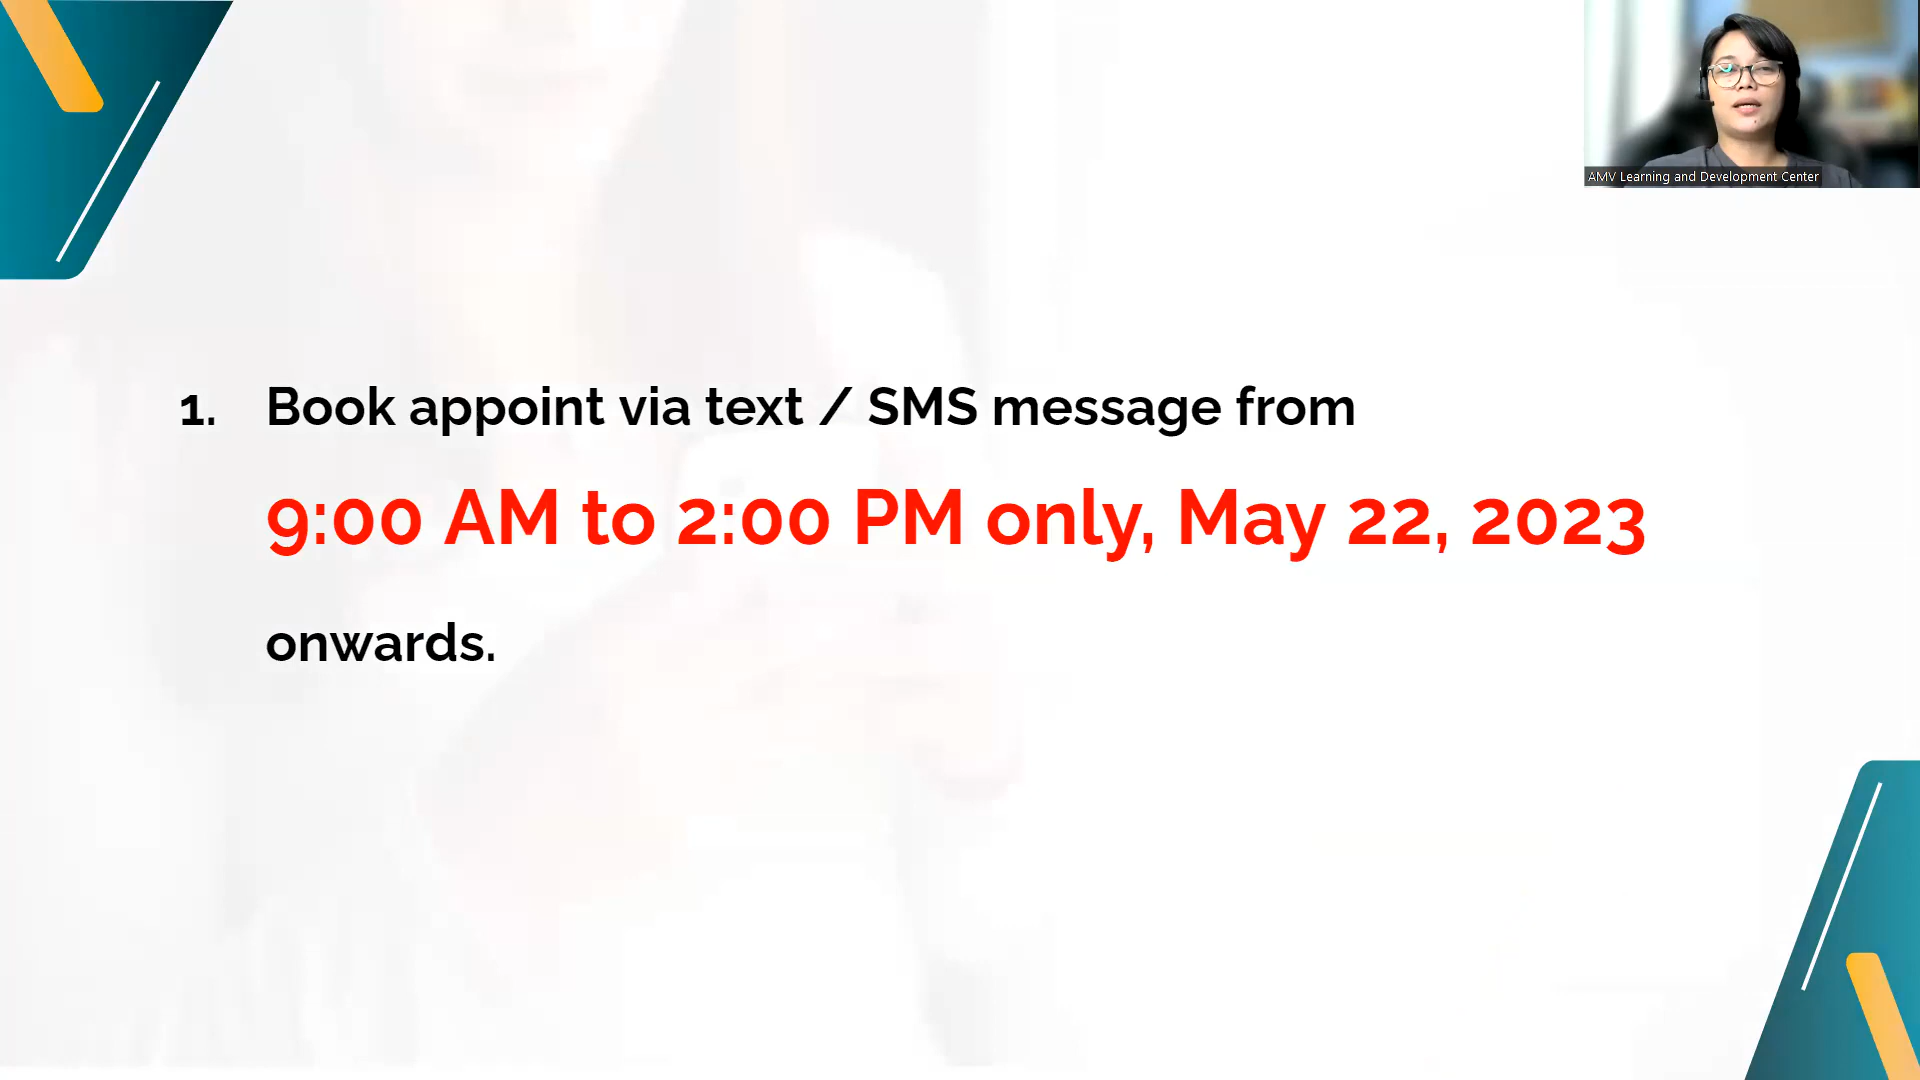 AMV Learning and Development Center
1. Book appoint via text / SMS message from
9:00 AM to 2:00 PM only, May 22, 2023
onwards.